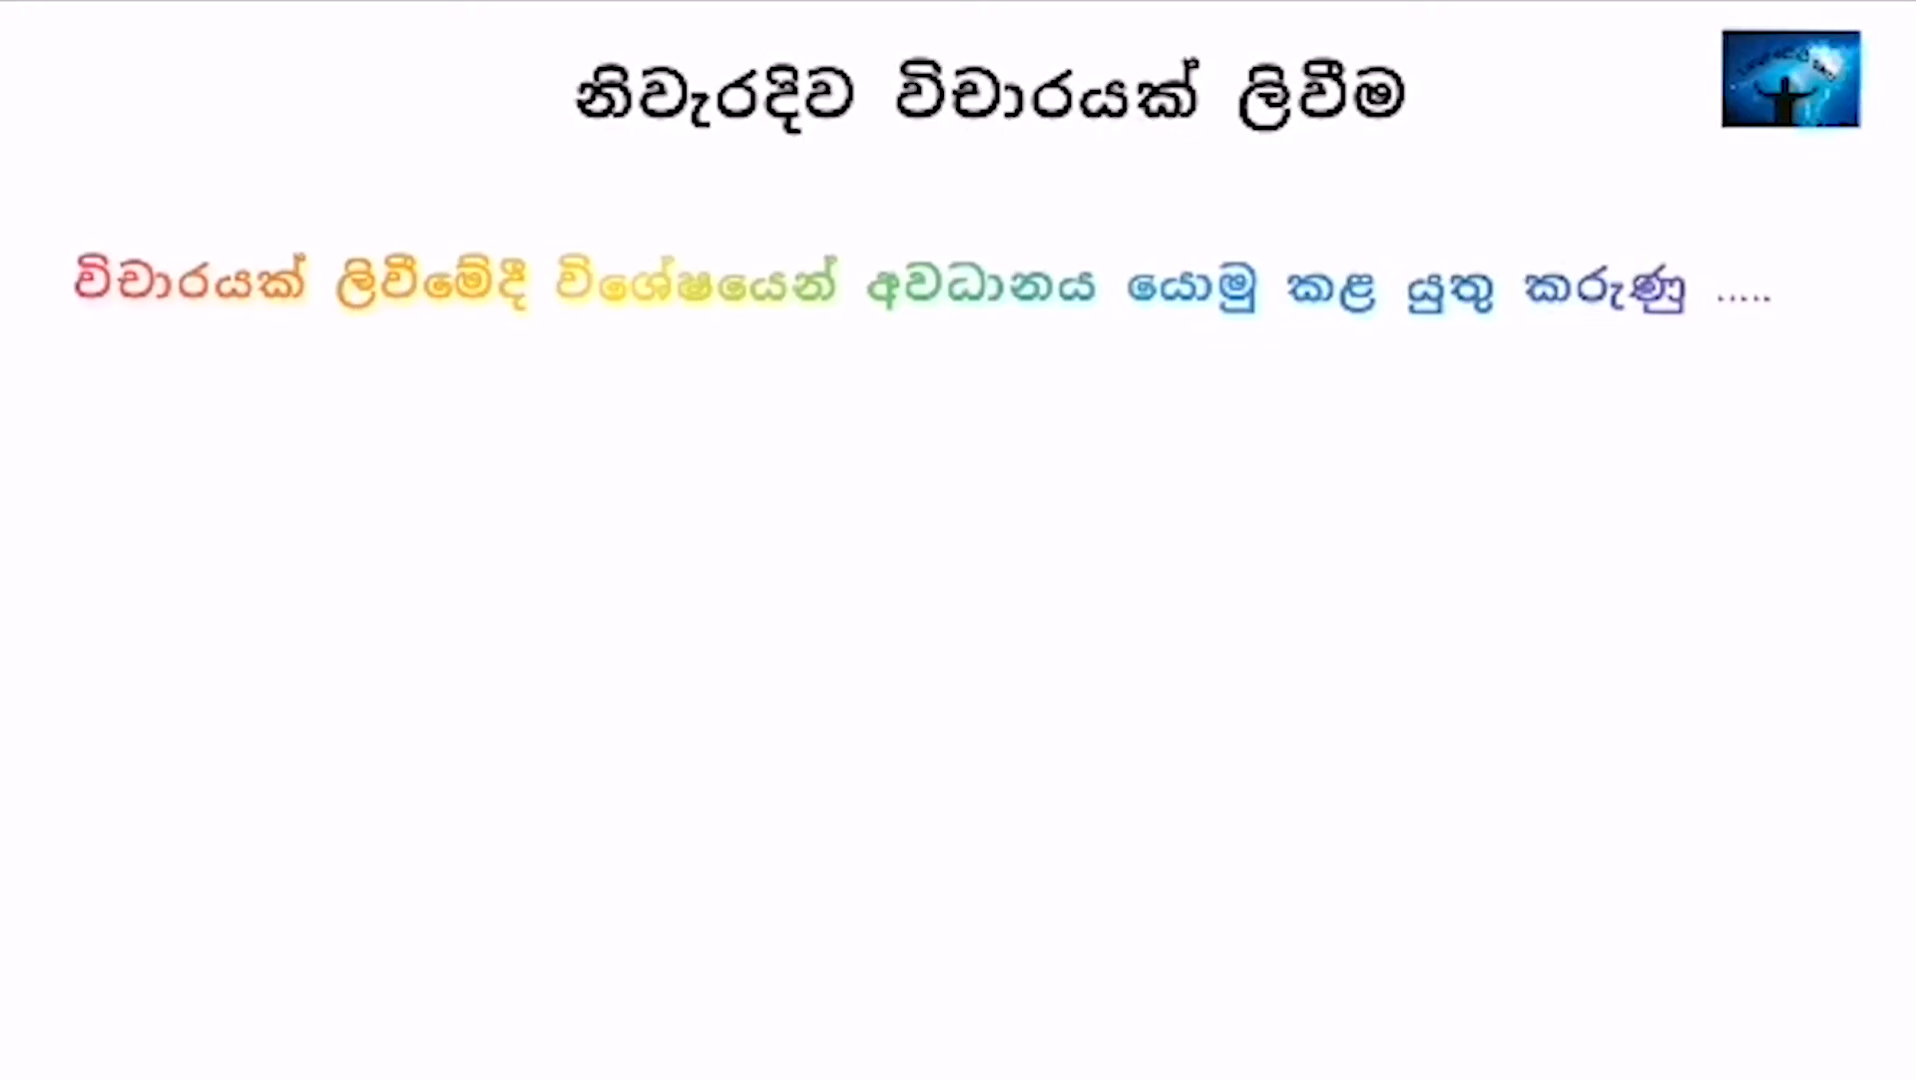 නිවැරදිව විචාරයක් ලිවීම
විචාරයක් ලිවීමේදී විශේෂයෙන් අවධානය යොමු කළ යුතු කරුණු .....